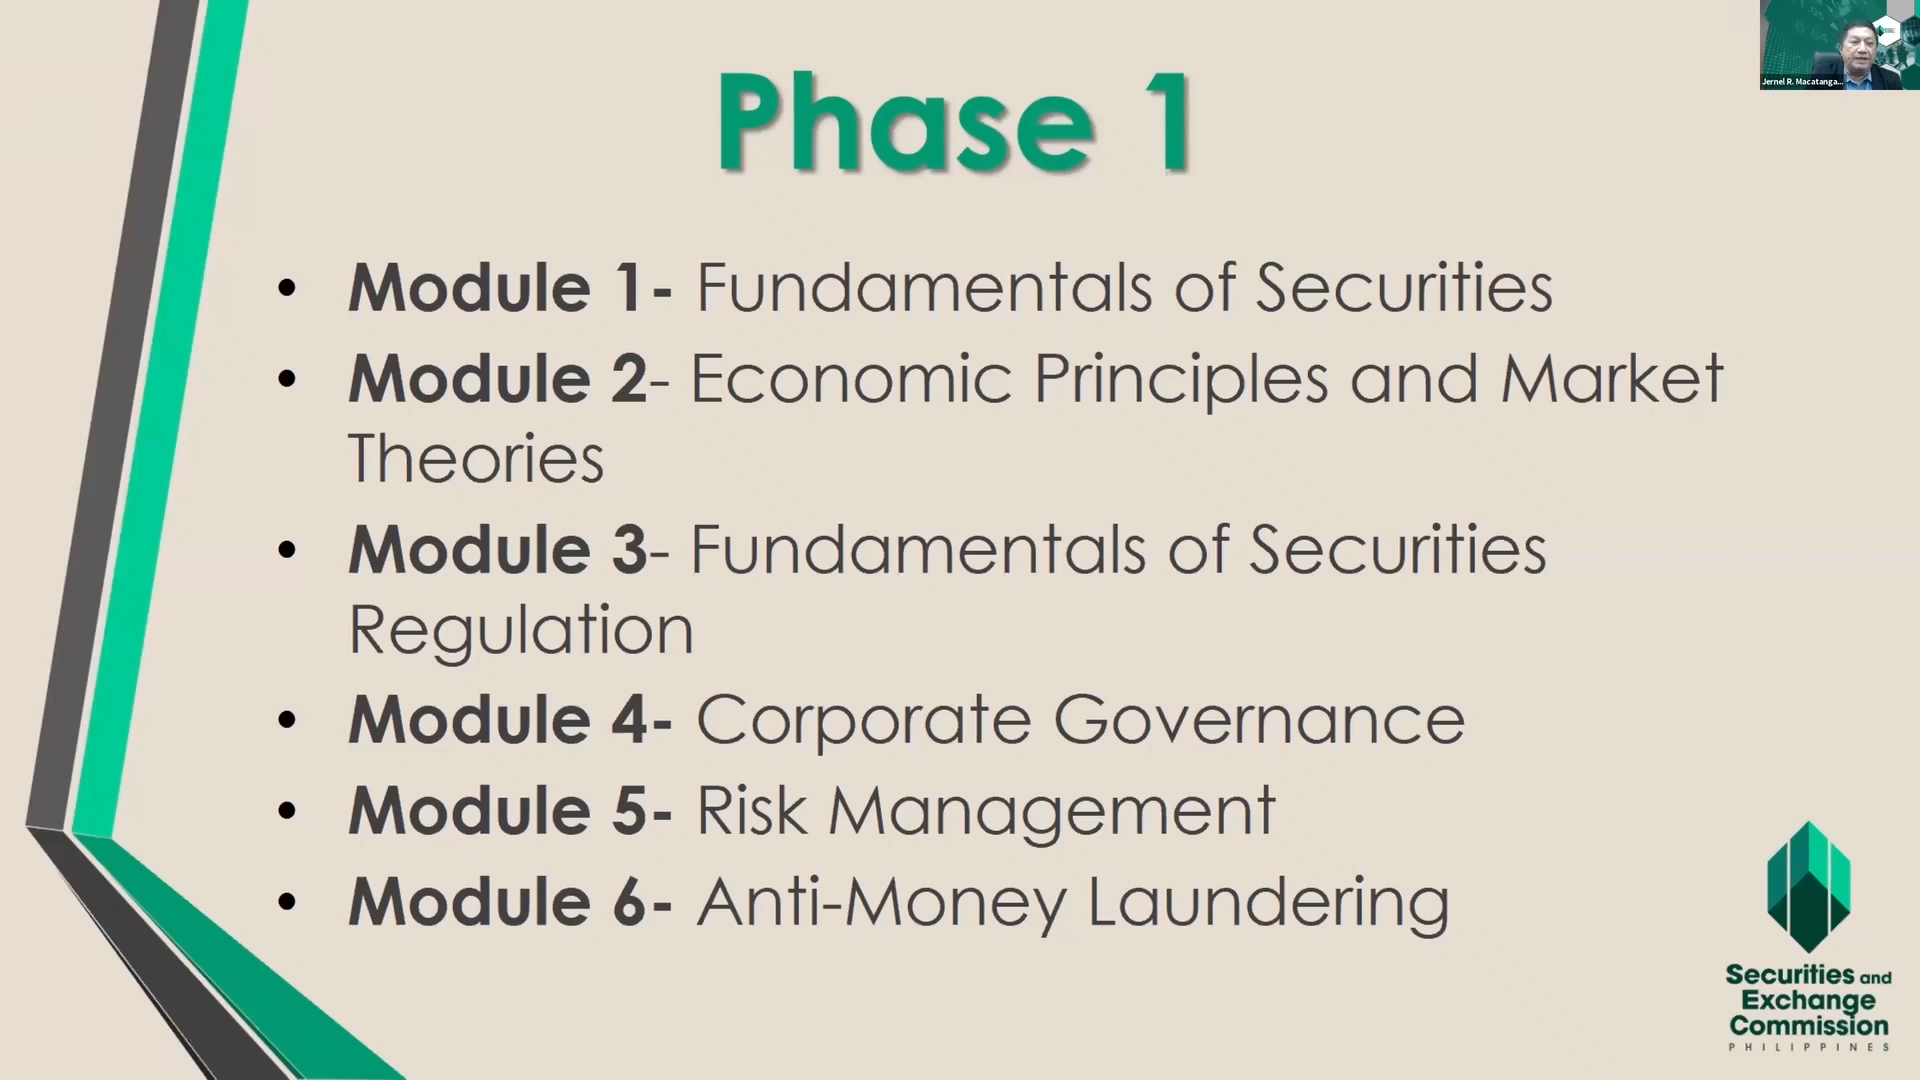 Phase 1
Jernel R. Macatanga...
• Module 1- Fundamentals of Securities
• Module 2- Economic Principles and Market
Theories
• Module 3- Fundamentals of Securities
Regulation
• Module 4- Corporate Governance
• Module 5- Risk Management
• Module 6- Anti-Money Laundering
Securities and
Exchange
Commission
PHILIPPINES